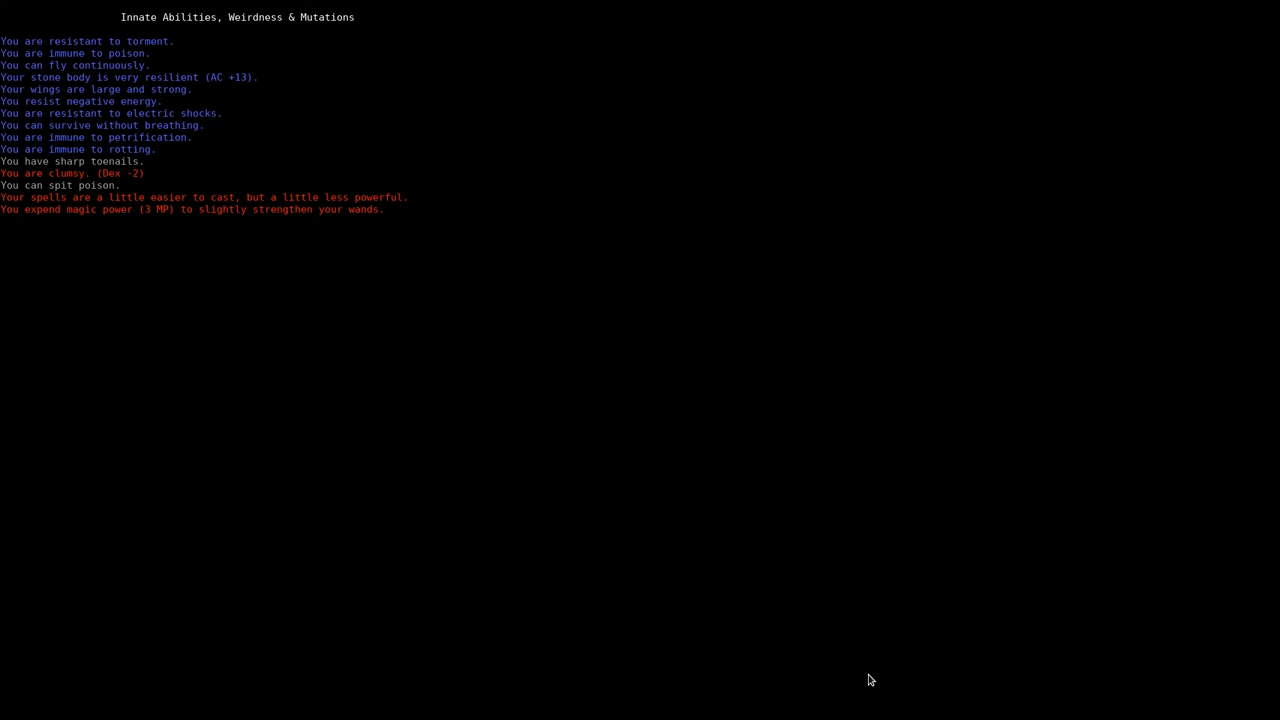 Innate Abilities, Weirdness & Mutations
You are resistant to torment.
You are immune to poison.
You can fly continuously.
Your stone body is very resilient (AC +13).
Your wings are large and strong.
You resist negative energy.
You are resistant to electric shocks.
You can survive without breathing.
You are immune to petrification.
You are immune to rotting.
You have sharp toenails.
You are clumsy. (Dex -2)
You can spit poison.
Your spells are a little easier to cast, but a little less powerful.
You expend magic power (3 MP) to slightly strengthen your wands.